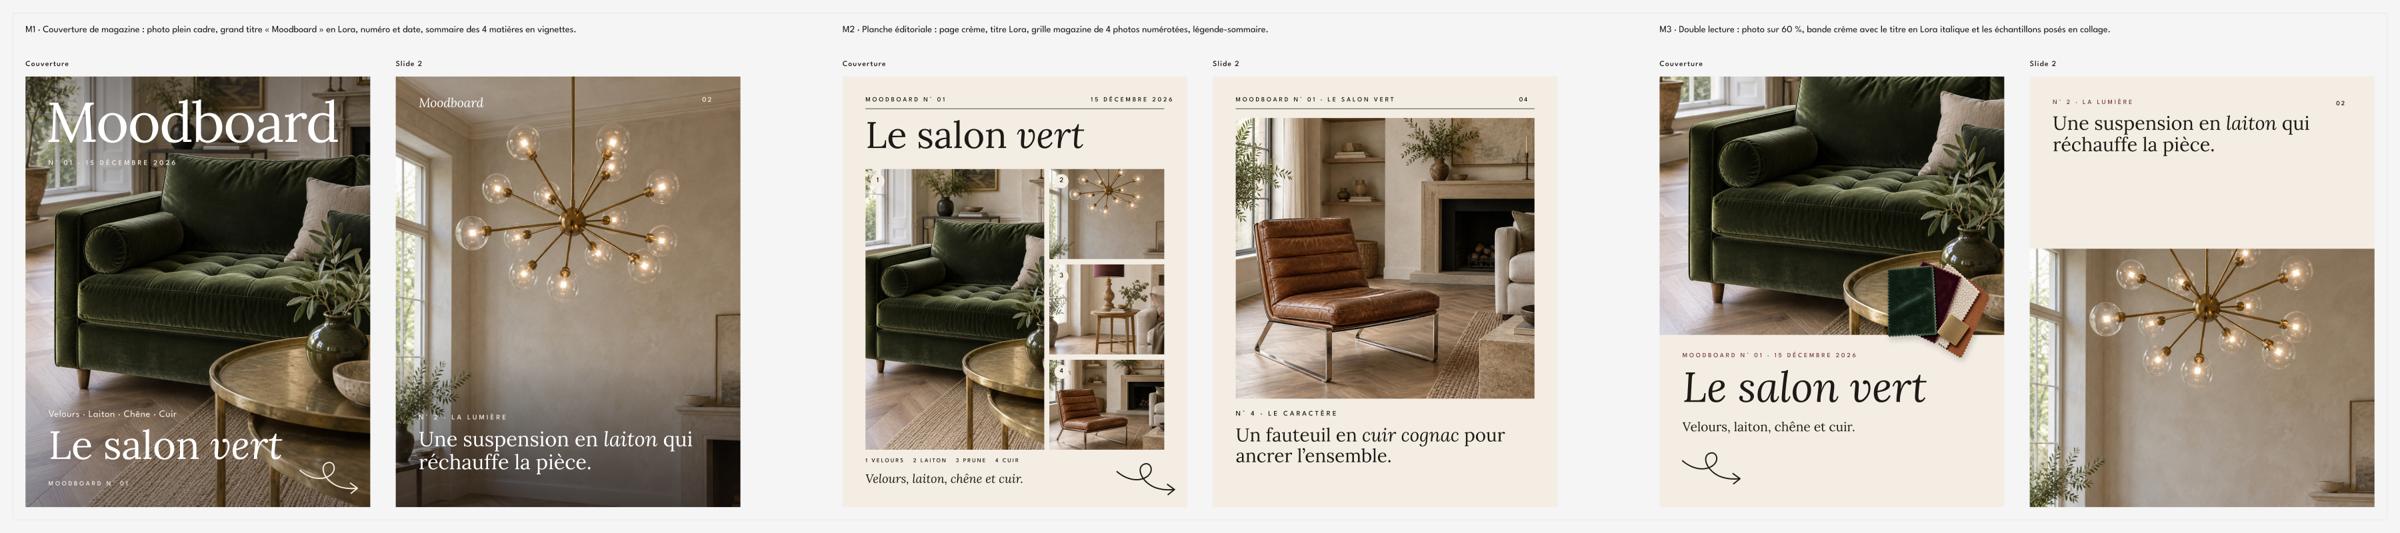 M1 · Couverture de magazine : photo plein cadre, grand titre « Moodboard » en Lora, numéro et date, sommaire des 4 matières en vignettes.
Couverture
Moodboard
N° 01 · 15 DÉCEMBRE 2026
Velours · Laiton · Chêne · Cuir
Le salon vert
MOODBOARD N° 01
Slide 2
Moodboard
02
N° 2 · LA LUMIÈRE
Une suspension en laiton qui
réchauffe la pièce.
M2 · Planche éditoriale : page crème, titre Lora, grille magazine de 4 photos numérotées, légende-sommaire.
Couverture
MOODBOARD N° 01
15 DÉCEMBRE 2026
Le salon vert
1
2
3
4
1 VELOURS 2 LAITON 3 PRUNE 4 CUIR
Velours, laiton, chêne et cuir.
Slide 2
MOODBOARD N° 01 · LE SALON VERT
04
N° 4 · LE CARACTÈRE
Un fauteuil en cuir cognac pour
ancrer l’ensemble.
M3 · Double lecture : photo sur 60 %, bande crème avec le titre en Lora italique et les échantillons posés en collage.
Couverture
MOODBOARD N° 01 · 15 DÉCEMBRE 2026
Le salon vert
Velours, laiton, chêne et cuir.
Slide 2
N° 2 · LA LUMIÈRE
02
Une suspension en laiton qui
réchauffe la pièce.